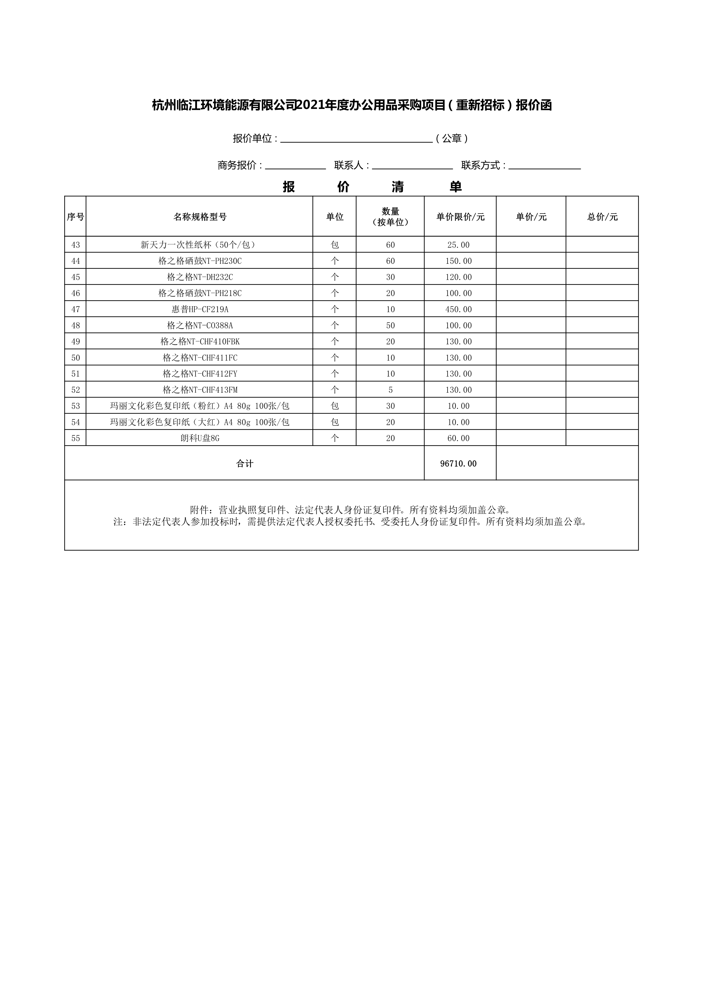 杭州临江环境能源有限公司2021年度办公用品采购项目（重新招标）报价函
报价单位：（公章）
商务报价： 联系人： 联系方式：
报 价 清 单
序号 名称规格型号 单位 数量（按单位） 单价限价/元 单价/元 总价/元
43 新天力一次性纸杯（50个/包） 包 60 25.00
44 格之格硒鼓NT-PH230C 个 60 150.00
45 格之格NT-DH232C 个 30 120.00
46 格之格硒鼓NT-PH218C 个 20 100.00
47 惠普HP-CF219A 个 10 450.00
48 格之格NT-CO388A 个 50 100.00
49 格之格NT-CHF410FBK 个 20 130.00
50 格之格NT-CHF411FC 个 10 130.00
51 格之格NT-CHF412FY 个 10 130.00
52 格之格NT-CHF413FM 个 5 130.00
53 玛丽文化彩色复印纸（粉红）A4 80g 100张/包 包 30 10.00
54 玛丽文化彩色复印纸（大红）A4 80g 100张/包 包 20 10.00
55 朗科U盘8G 个 20 60.00
合计 96710.00
附件：营业执照复印件、法定代表人身份证复印件。所有资料均须加盖公章。
注：非法定代表人参加投标时，需提供法定代表人授权委托书、受委托人身份证复印件。所有资料均须加盖公章。